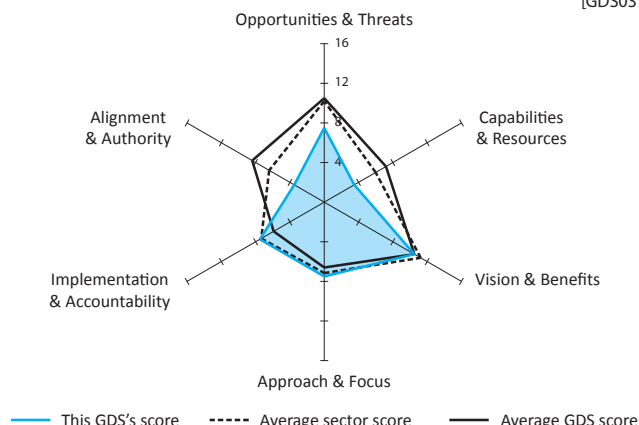 [GDS03
Opportunities & Threats
16
12
8
4
Alignment
& Authority
Capabilities
& Resources
Implementation
& Accountability
Vision & Benefits
Approach & Focus
This GDS's score
Average sector score
Average GDS score